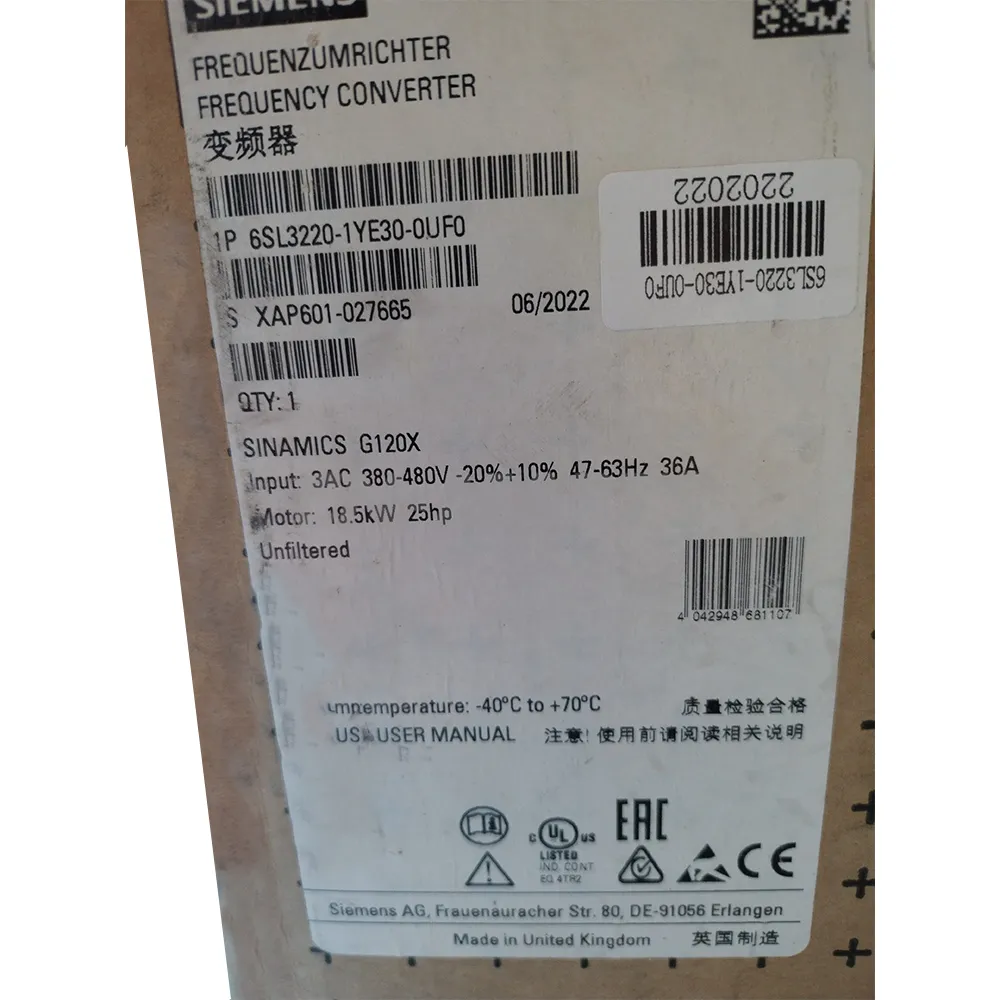 SIEMENS
FREQUENZUMRICHTER
FREQUENCY CONVERTER
变频器
1P 6SL3220-1YE30-0UF0
S XAP601-027665 06/2022
QTY: 1
SINAMICS G120X
Input: 3AC 380-480V -20%+10% 47-63Hz 36A
Motor: 18.5kW 25hp
Unfiltered
2202022
6SL3220-1YE30-0UF0
4 042948 681107
temperature: -40°C to +70°C 质量检验合格
USER MANUAL 注意! 使用前请阅读相关说明
C UL US
LISTED
IND. CONT.
EQ. 4TR2
EAC
CE
Siemens AG, Frauenauracher Str. 80, DE-91056 Erlangen
Made in United Kingdom 英国制造